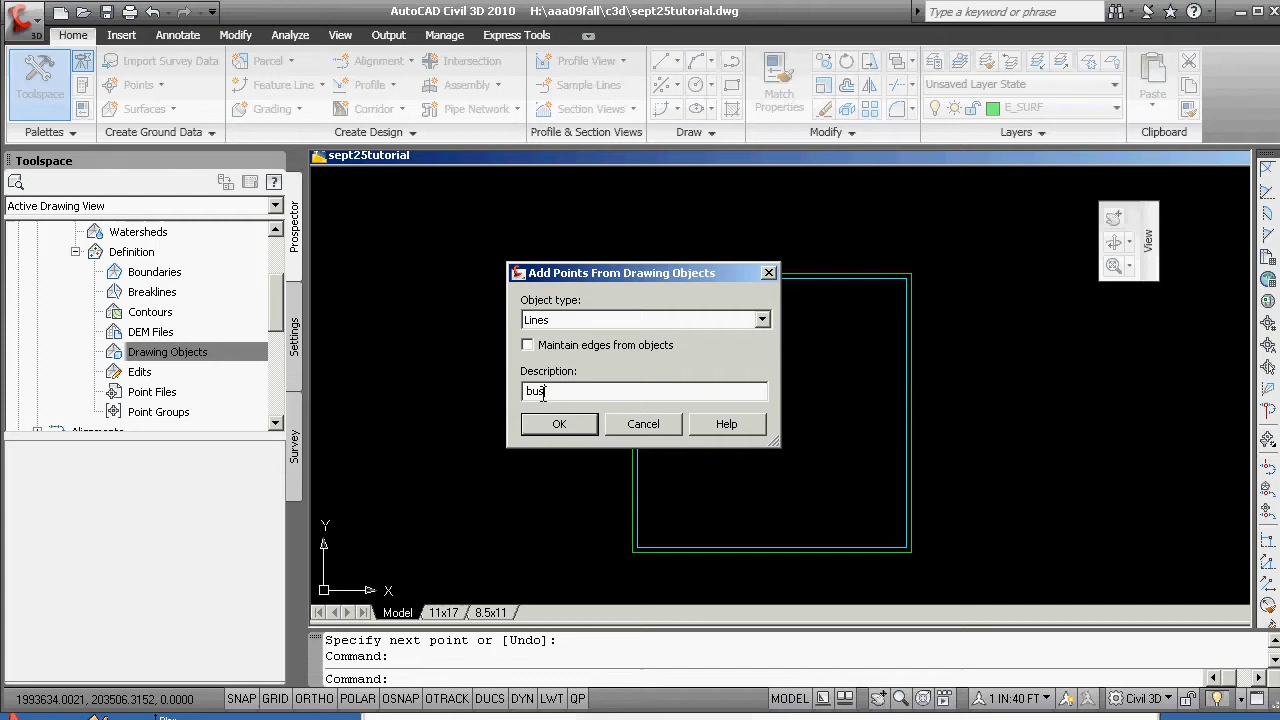 AutoCAD Civil 3D 2010 H:\aaa09fall\c3d\sept25tutorial.dwg
Type a keyword or phrase
3D
Home Insert Annotate Modify Analyze View Output Manage Express Tools
Toolspace
Import Survey Data
Points
Surfaces
Parcel
Feature Line
Grading
Alignment
Profile
Corridor
Intersection
Assembly
Pipe Network
Profile View
Sample Lines
Section Views
Match
Properties
Unsaved Layer State
E_SURF
Paste
Palettes Create Ground Data Create Design Profile & Section Views Draw Modify Layers Clipboard
Toolspace
sept25tutorial
Active Drawing View
Watersheds
Definition
Boundaries
Breaklines
Contours
DEM Files
Drawing Objects
Edits
Point Files
Point Groups
Prospector
Settings
Survey
View
Add Points From Drawing Objects
Object type:
Lines
Maintain edges from objects
Description:
bus
OK Cancel Help
Y
X
Model 11x17 8.5x11
Specify next point or [Undo]:
Command:
Command:
1993634.0021, 203506.3152, 0.0000 SNAP GRID ORTHO POLAR OSNAP OTRACK DUCS DYN LWT QP MODEL 1 IN:40 FT Civil 3D